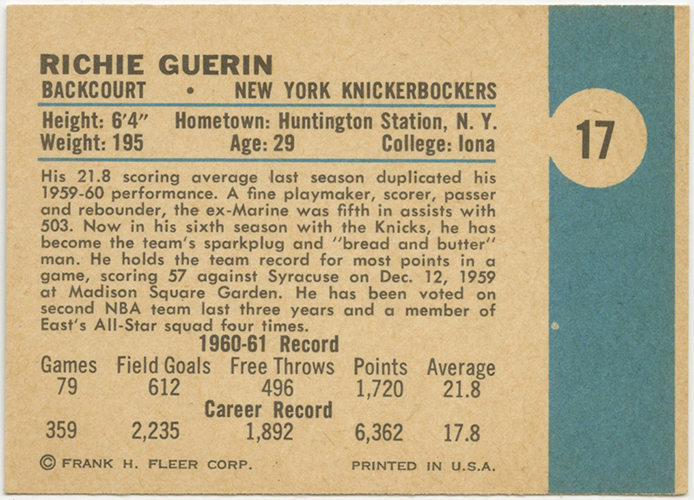 RICHIE GUERIN
BACKCOURT • NEW YORK KNICKERBOCKERS
Height: 6'4" Hometown: Huntington Station, N. Y.
Weight: 195 Age: 29 College: Iona
17
His 21.8 scoring average last season duplicated his
1959-60 performance. A fine playmaker, scorer, passer
and rebounder, the ex-Marine was fifth in assists with
503. Now in his sixth season with the Knicks, he has
become the team's sparkplug and "bread and butter"
man. He holds the team record for most points in a
game, scoring 57 against Syracuse on Dec. 12, 1959
at Madison Square Garden. He has been voted on
second NBA team last three years and a member of
East's All-Star squad four times.
1960-61 Record
Games Field Goals Free Throws Points Average
79 612 496 1,720 21.8
Career Record
359 2,235 1,892 6,362 17.8
© FRANK H. FLEER CORP. PRINTED IN U.S.A.